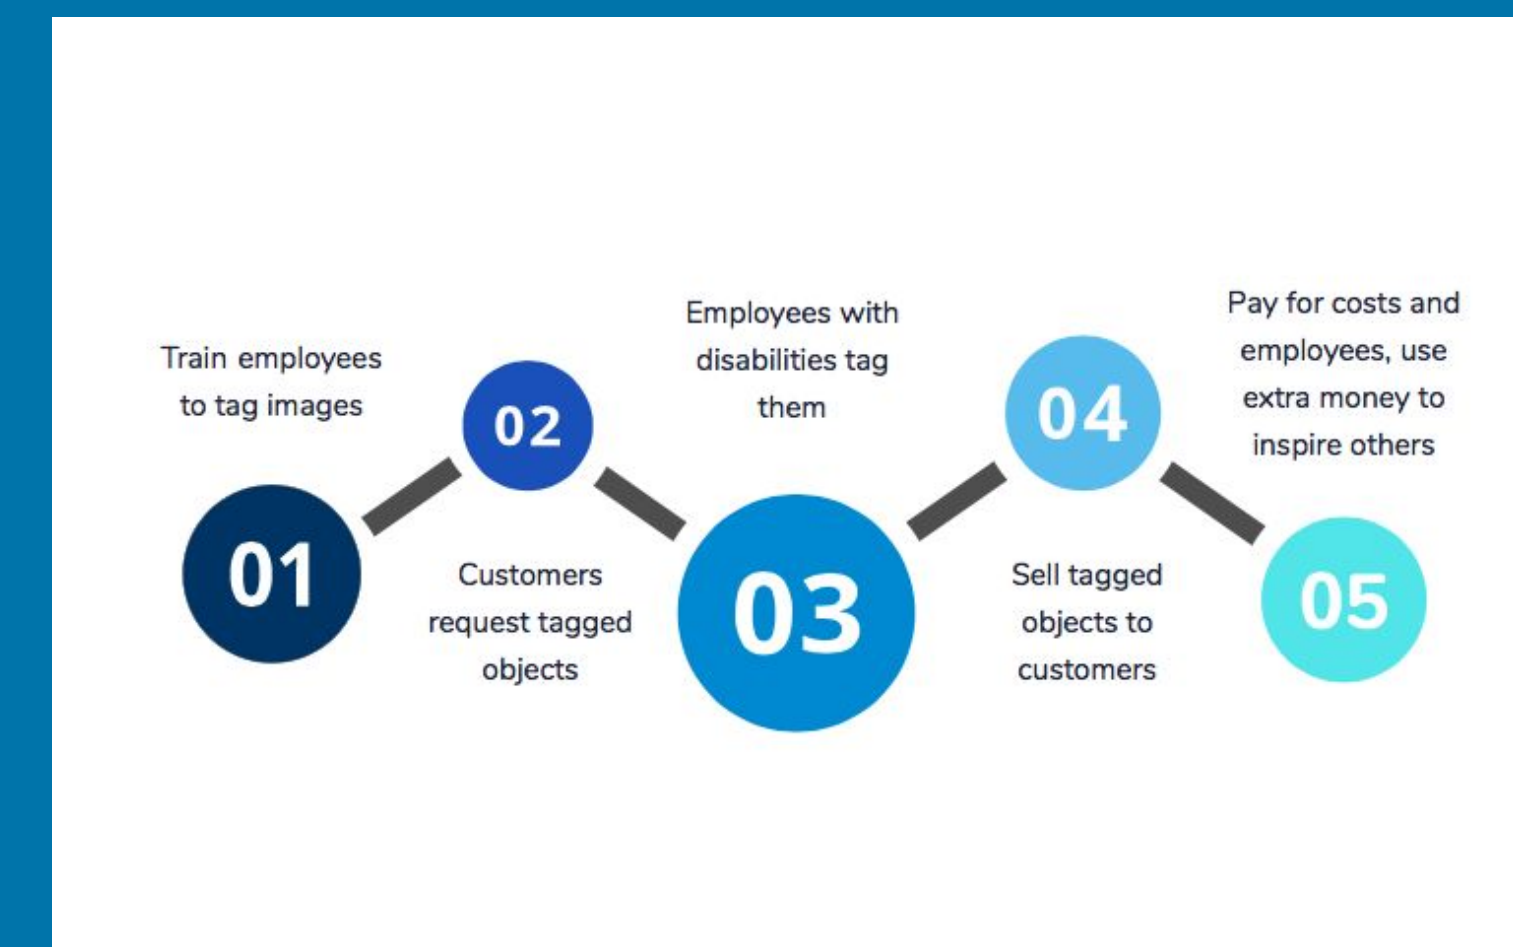 Train employees
to tag images
01
02
Customers
request tagged
objects
Employees with
disabilities tag
them
03
04
Sell tagged
objects to
customers
Pay for costs and
employees, use
extra money to
inspire others
05